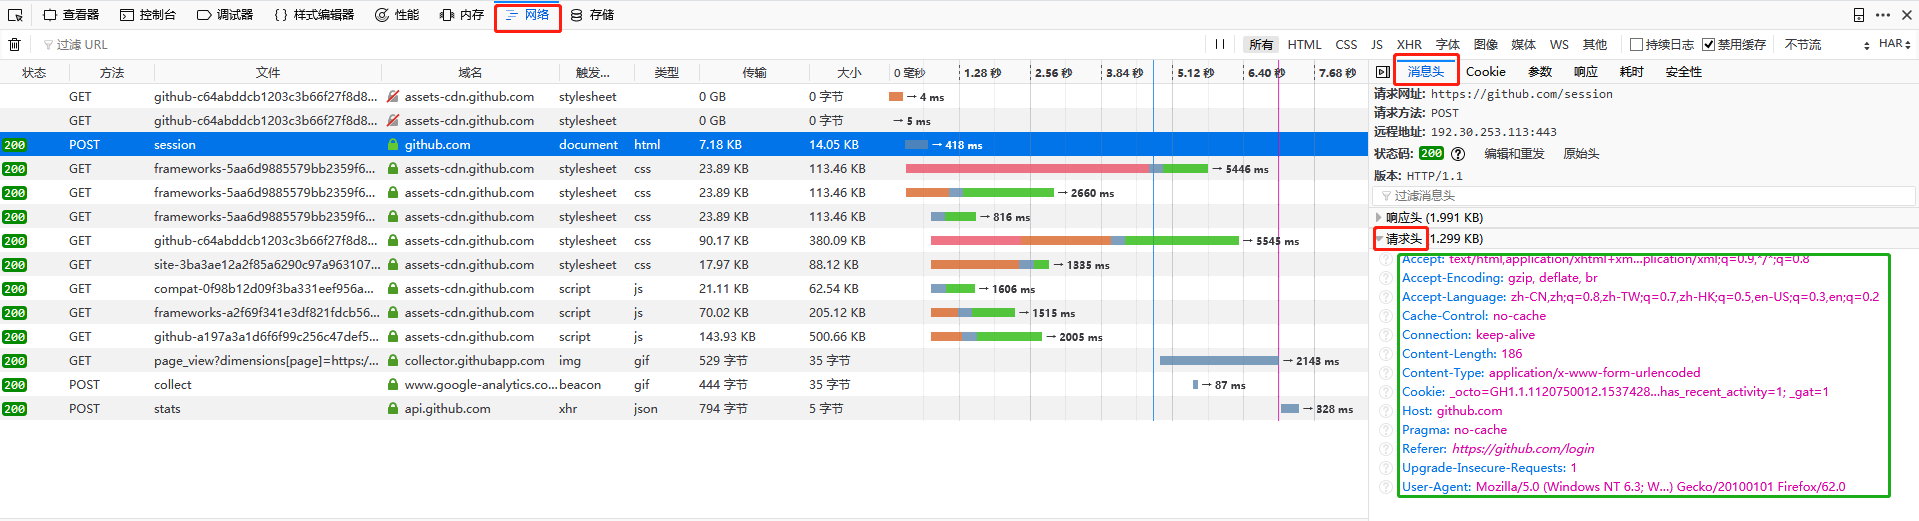 查看器 控制台 调试器 {} 样式编辑器 性能 内存 网络 存储
过滤 URL
所有 HTML CSS JS XHR 字体 图像 媒体 WS 其他 持续日志 禁用缓存 不节流 HAR
状态 方法 文件 域名 触发... 类型 传输 大小 0 毫秒 1.28 秒 2.56 秒 3.84 秒 5.12 秒 6.40 秒 7.68 秒
GET github-c64abddcb1203c3b66f27f8d8... assets-cdn.github.com stylesheet 0 GB 0 字节 → 4 ms
GET github-c64abddcb1203c3b66f27f8d8... assets-cdn.github.com stylesheet 0 GB 0 字节 → 5 ms
200 POST session github.com document html 7.18 KB 14.05 KB → 418 ms
200 GET frameworks-5aa6d9885579bb2359f6... assets-cdn.github.com stylesheet css 23.89 KB 113.46 KB → 5446 ms
200 GET frameworks-5aa6d9885579bb2359f6... assets-cdn.github.com stylesheet css 23.89 KB 113.46 KB → 2660 ms
200 GET frameworks-5aa6d9885579bb2359f6... assets-cdn.github.com stylesheet css 23.89 KB 113.46 KB → 816 ms
200 GET github-c64abddcb1203c3b66f27f8d8... assets-cdn.github.com stylesheet css 90.17 KB 380.09 KB → 5545 ms
200 GET site-3ba3ae12a2f85a6290c97a963107... assets-cdn.github.com stylesheet css 17.97 KB 88.12 KB → 1335 ms
200 GET compat-0f98b12d09f3ba331eef956a... assets-cdn.github.com script js 21.11 KB 62.54 KB → 1606 ms
200 GET frameworks-a2f69f341e3df821fdcb56... assets-cdn.github.com script js 70.02 KB 205.12 KB → 1515 ms
200 GET github-a197a3a1d6f6f99c256c47def5... assets-cdn.github.com script js 143.93 KB 500.66 KB → 2005 ms
200 GET page_view?dimensions[page]=https:/... collector.githubapp.com img gif 529 字节 35 字节 → 2143 ms
200 POST collect www.google-analytics.co... beacon gif 444 字节 35 字节 → 87 ms
200 POST stats api.github.com xhr json 794 字节 5 字节 → 328 ms
消息头 Cookie 参数 响应 耗时 安全性
请求网址: https://github.com/session
请求方法: POST
远程地址: 192.30.253.113:443
状态码: 200 ? 编辑和重发 原始头
版本: HTTP/1.1
过滤消息头
响应头 (1.991 KB)
请求头 (1.299 KB)
Accept: text/html,application/xhtml+xm...plication/xml;q=0.9,*/*;q=0.8
Accept-Encoding: gzip, deflate, br
Accept-Language: zh-CN,zh;q=0.8,zh-TW;q=0.7,zh-HK;q=0.5,en-US;q=0.3,en;q=0.2
Cache-Control: no-cache
Connection: keep-alive
Content-Length: 186
Content-Type: application/x-www-form-urlencoded
Cookie: _octo=GH1.1.1120750012.1537428...has_recent_activity=1; _gat=1
Host: github.com
Pragma: no-cache
Referer: https://github.com/login
Upgrade-Insecure-Requests: 1
User-Agent: Mozilla/5.0 (Windows NT 6.3; W...) Gecko/20100101 Firefox/62.0